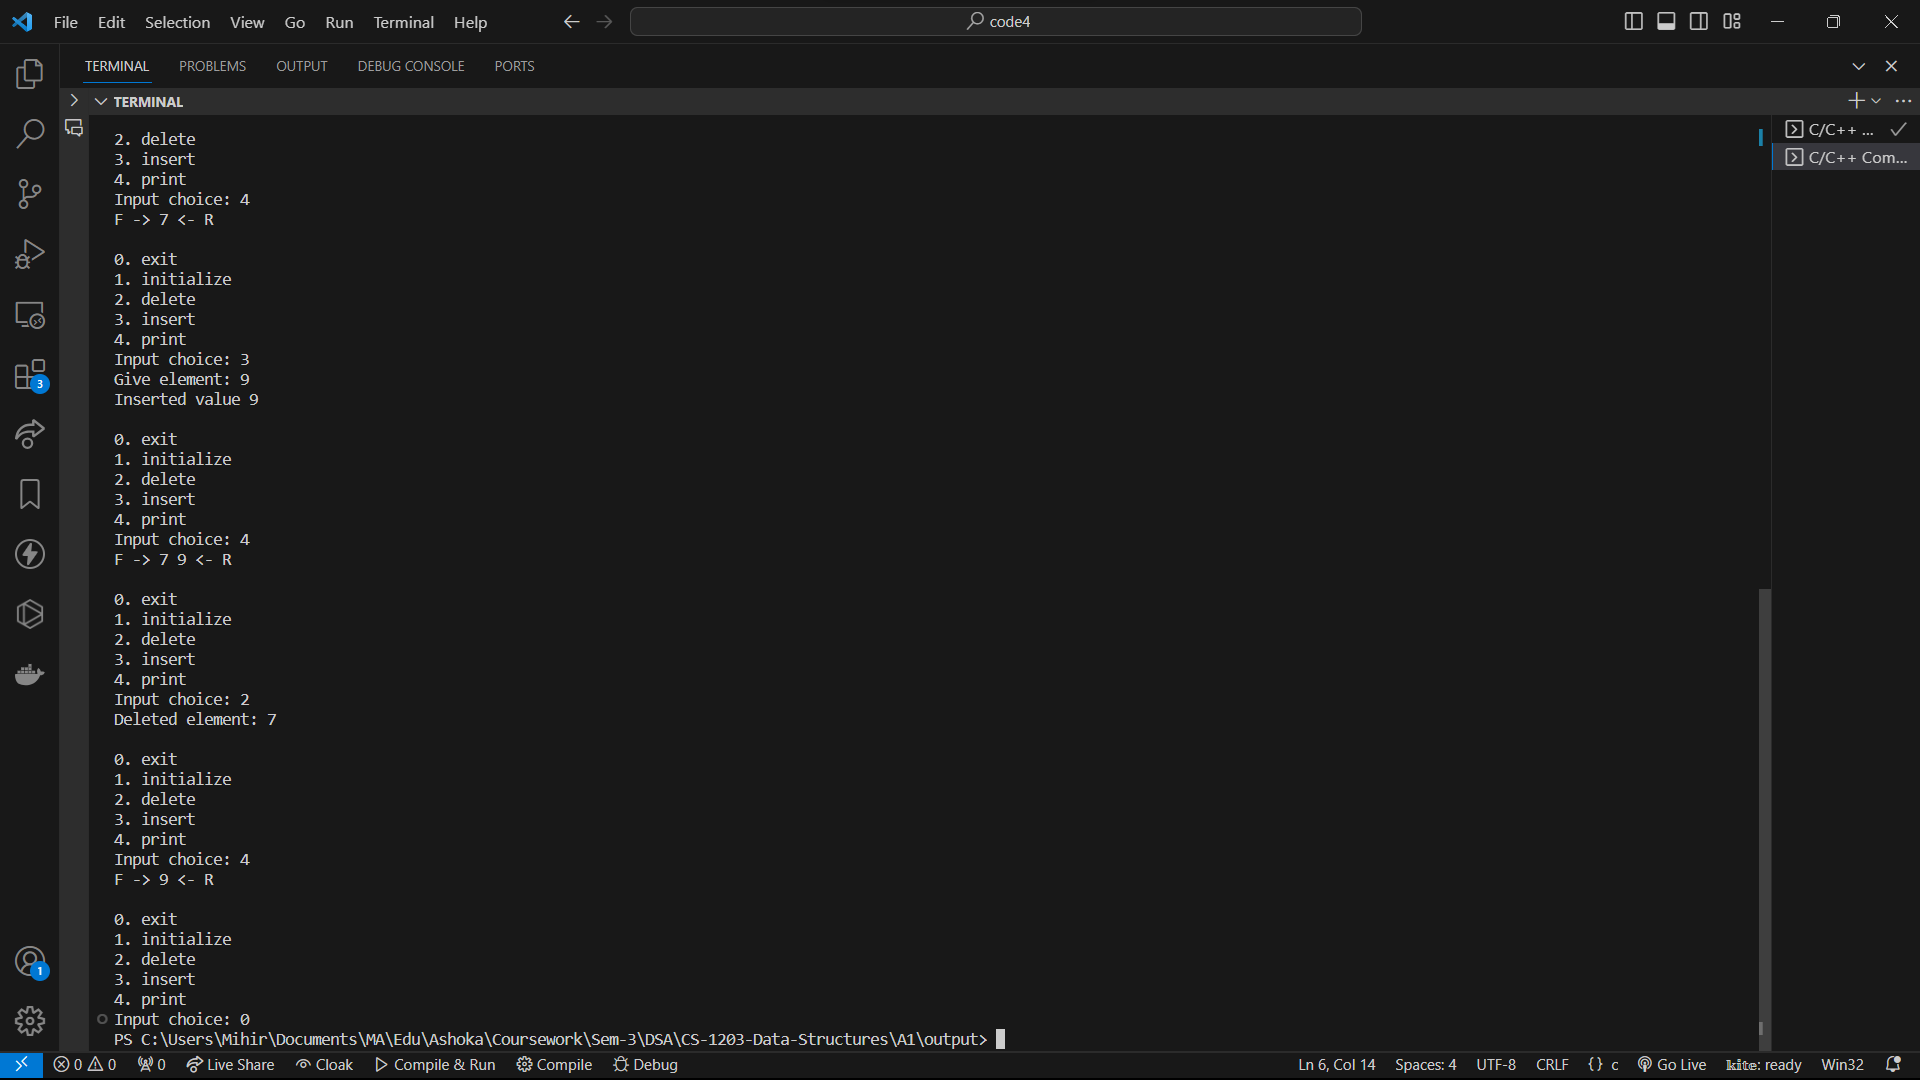 File Edit Selection View Go Run Terminal Help code4
TERMINAL PROBLEMS OUTPUT DEBUG CONSOLE PORTS
TERMINAL
2. delete
3. insert
4. print
Input choice: 4
F -> 7 <- R
0. exit
1. initialize
2. delete
3. insert
4. print
Input choice: 3
Give element: 9
Inserted value 9
0. exit
1. initialize
2. delete
3. insert
4. print
Input choice: 4
F -> 7 9 <- R
0. exit
1. initialize
2. delete
3. insert
4. print
Input choice: 2
Deleted element: 7
0. exit
1. initialize
2. delete
3. insert
4. print
Input choice: 4
F -> 9 <- R
0. exit
1. initialize
2. delete
3. insert
4. print
Input choice: 0
PS C:\Users\Mihir\Documents\MA\Edu\Ashoka\Coursework\Sem-3\DSA\CS-1203-Data-Structures\A1\output>
C/C++ ...
C/C++ Com...
3
1
0 0 0 Live Share Cloak Compile & Run Compile Debug Ln 6, Col 14 Spaces: 4 UTF-8 CRLF {} c Go Live kite: ready Win32